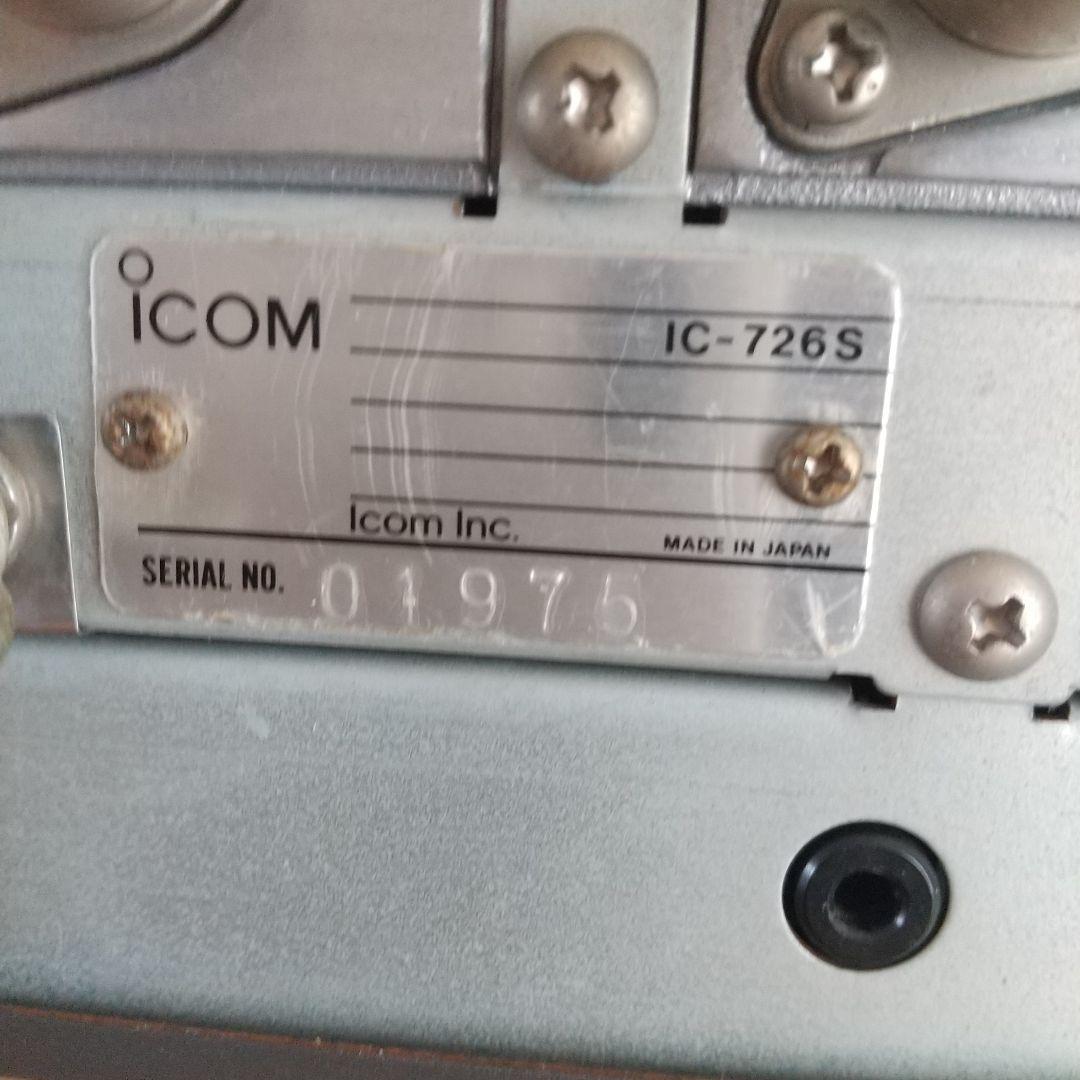 ICOM
IC-726S
Icom Inc.
MADE IN JAPAN
SERIAL NO. 01975